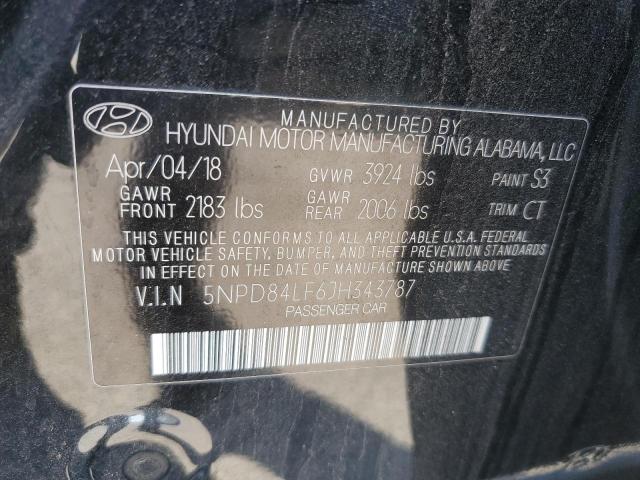 MANUFACTURED BY
HYUNDAI MOTOR MANUFACTURING ALABAMA, LLC
Apr/04/18 GVWR 3924 lbs PAINT S3
GAWR FRONT 2183 lbs GAWR REAR 2006 lbs TRIM CT
THIS VEHICLE CONFORMS TO ALL APPLICABLE U.S.A. FEDERAL
MOTOR VEHICLE SAFETY, BUMPER, AND THEFT PREVENTION STANDARDS
IN EFFECT ON THE DATE OF MANUFACTURE SHOWN ABOVE
V.I.N 5NPD84LF6JH343787
PASSENGER CAR